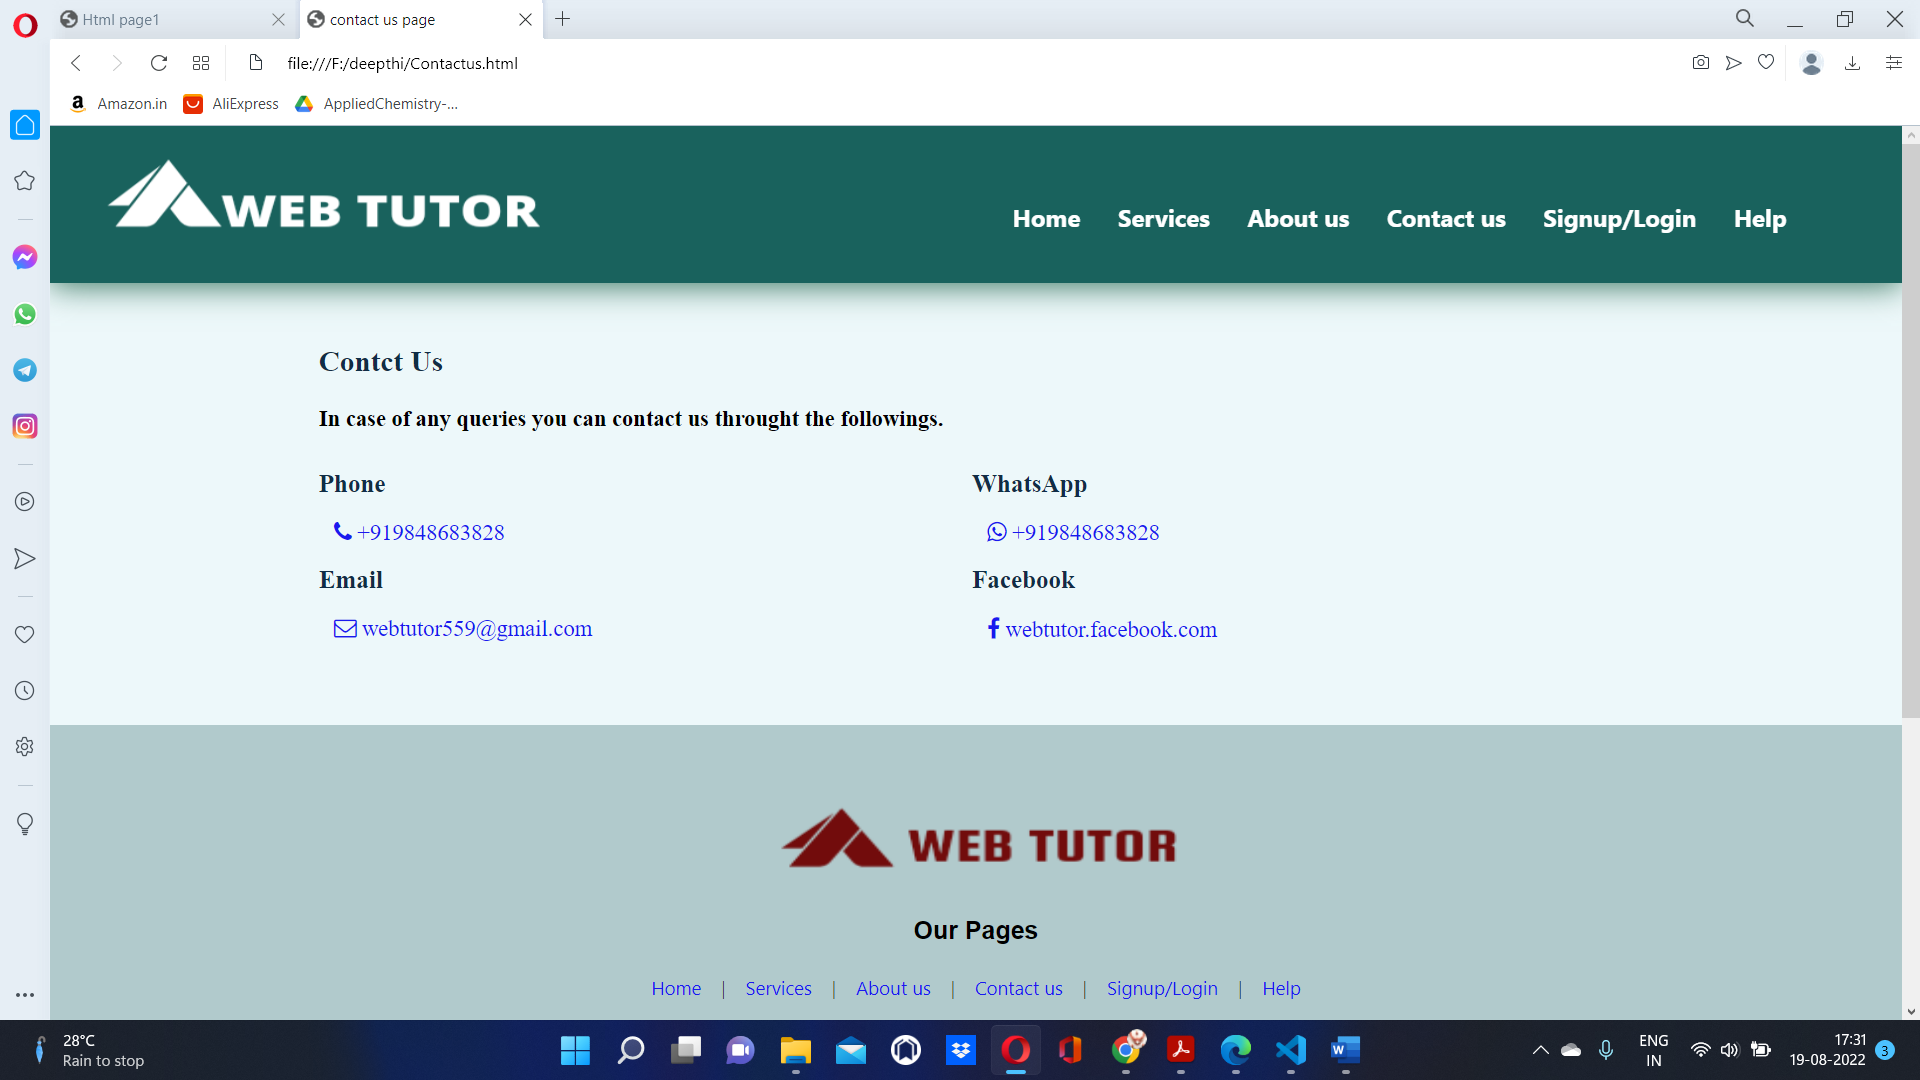 Html page1
contact us page
file:///F:/deepthi/Contactus.html
Amazon.in
AliExpress
AppliedChemistry-...
WEB TUTOR
Home
Services
About us
Contact us
Signup/Login
Help
Contct Us
In case of any queries you can contact us throught the followings.
Phone
WhatsApp
+919848683828
+919848683828
Email
Facebook
webtutor559@gmail.com
webtutor.facebook.com
WEB TUTOR
Our Pages
Home | Services | About us | Contact us | Signup/Login | Help
28°C
Rain to stop
ENG
IN
17:31
19-08-2022
3